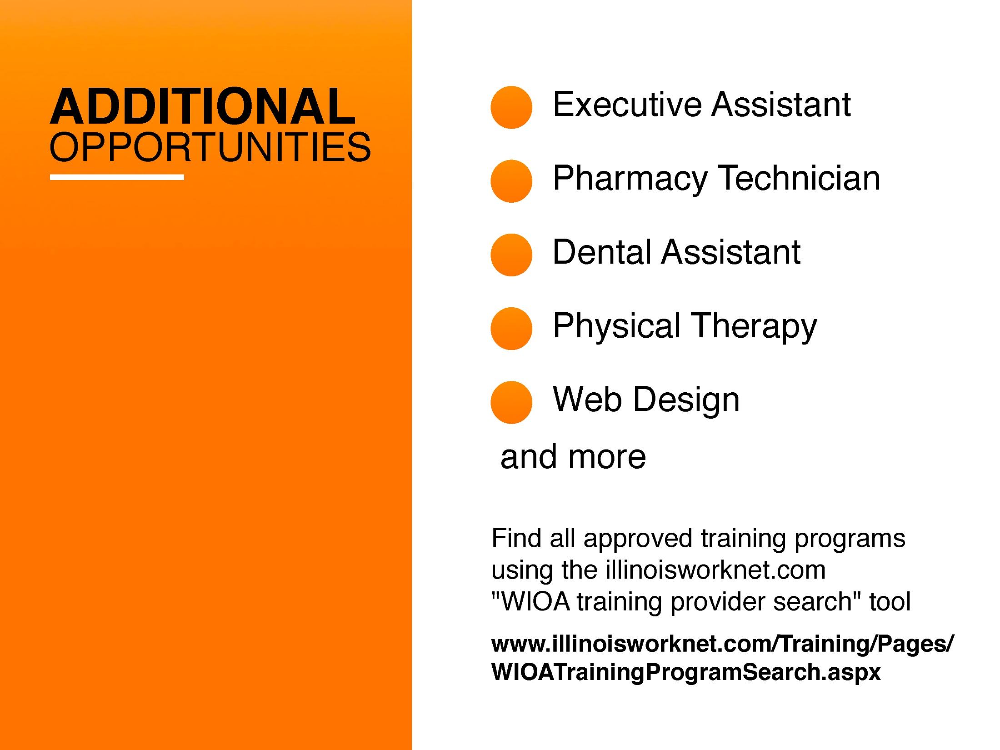 ADDITIONAL
OPPORTUNITIES
Executive Assistant
Pharmacy Technician
Dental Assistant
Physical Therapy
Web Design
and more
Find all approved training programs
using the illinoisworknet.com
"WIOA training provider search" tool
www.illinoisworknet.com/Training/Pages/
WIOATrainingProgramSearch.aspx